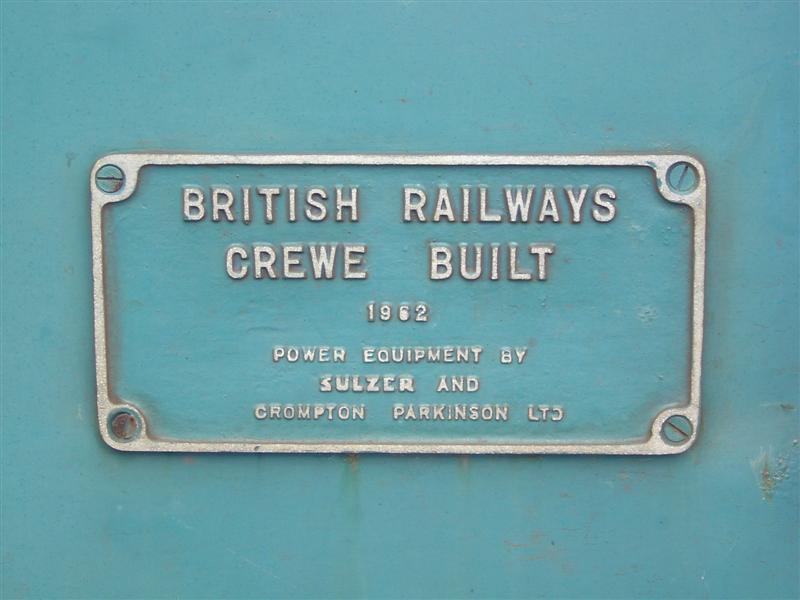 BRITISH RAILWAYS
CREWE BUILT
1962
POWER EQUIPMENT BY
SULZER AND
CROMPTON PARKINSON LTD